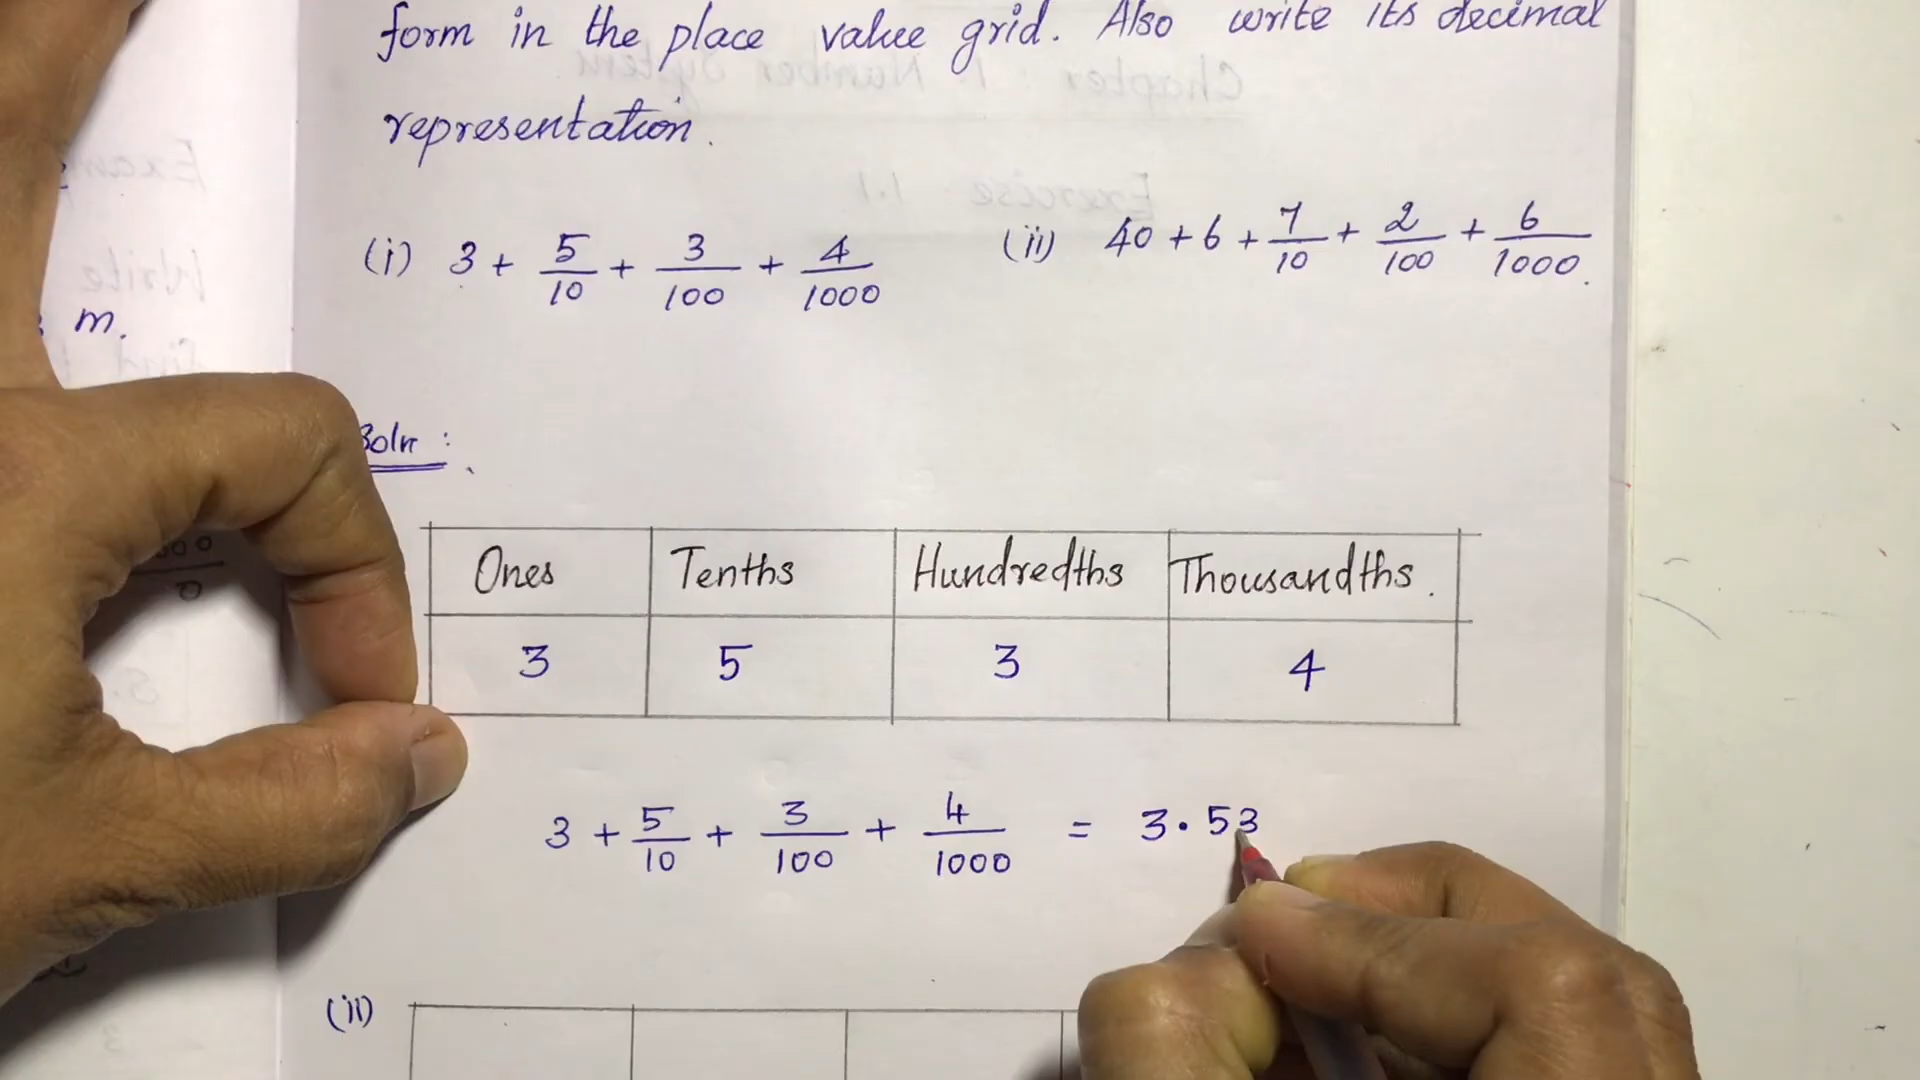 form in the place value grid. Also write its decimal
representation.
(i) 3 + 5/10 + 3/100 + 4/1000
(ii) 40 + 6 + 7/10 + 2/100 + 6/1000.
m.
Soln :
Ones Tenths Hundredths Thousandths.
3 5 3 4
3 + 5/10 + 3/100 + 4/1000 = 3.53
(ii)